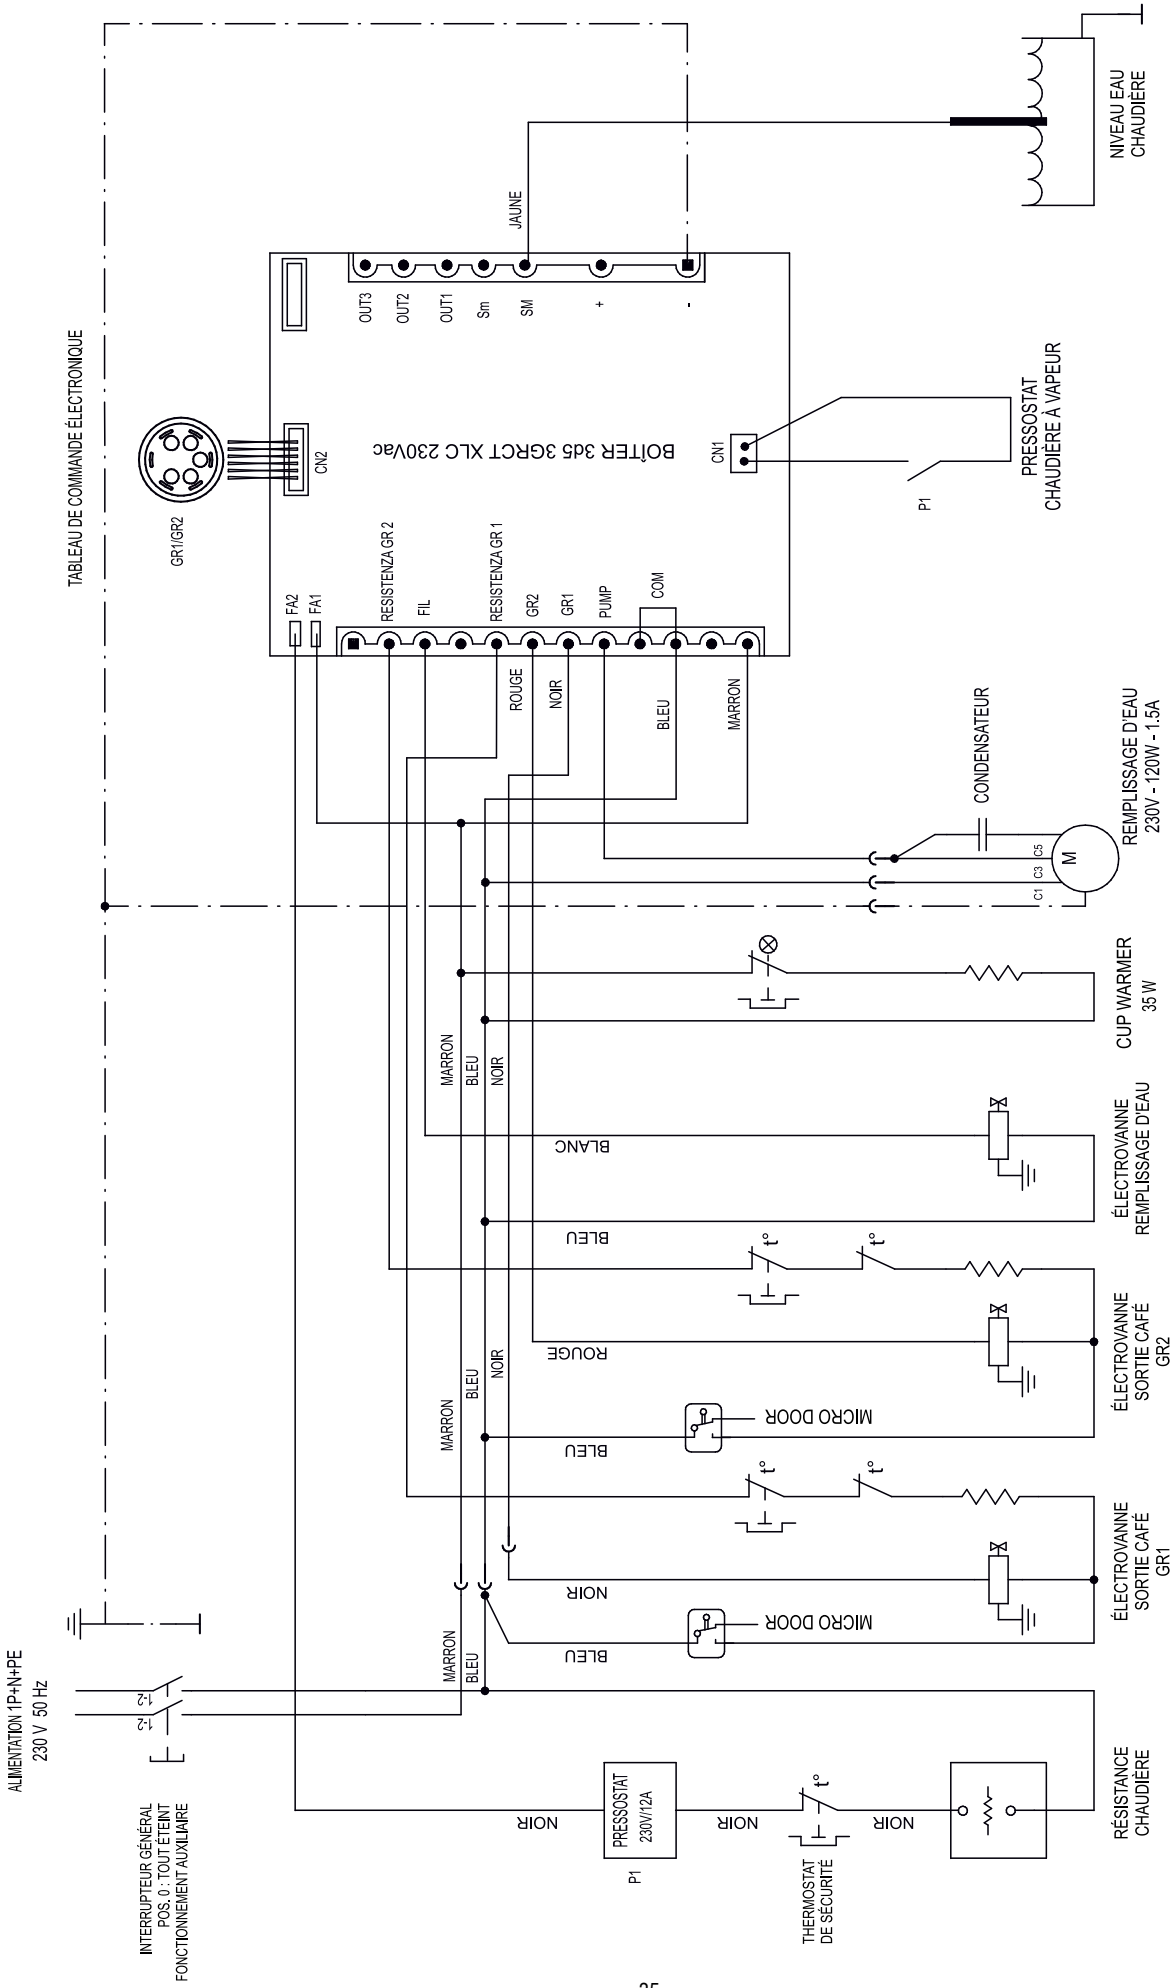 TABLEAU DE COMMANDE ÉLECTRONIQUE
GR1/GR2
CN2
BOÎTIER 3d5 3GRCT XLC 230Vac
OUT3
OUT2
OUT1
Sm
SM
+
-
JAUNE
NIVEAU EAU
CHAUDIÈRE
FA2
FA1
RESISTENZA GR 2
FIL
RESISTENZA GR 1
GR2
GR1
PUMP
COM
CN1
P1
PRESSOSTAT
CHAUDIÈRE À VAPEUR
ROUGE
NOIR
BLEU
MARRON
CONDENSATEUR
C1
C3
C5
M
REMPLISSAGE D'EAU
230V - 120W - 1.5A
MARRON
BLEU
NOIR
CUP WARMER
35 W
BLANC
BLEU
ÉLECTROVANNE
REMPLISSAGE D'EAU
t°
t°
ROUGE
MARRON
BLEU
NOIR
BLEU
MICRO DOOR
ÉLECTROVANNE
SORTIE CAFÉ
GR2
t°
t°
NOIR
BLEU
MICRO DOOR
ÉLECTROVANNE
SORTIE CAFÉ
GR1
MARRON
BLEU
ALIMENTATION 1P+N+PE
230 V 50 Hz
1-2
1-2
INTERRUPTEUR GÉNÉRAL
POS. 0 : TOUT ÉTEINT
FONCTIONNEMENT AUXILIAIRE
NOIR
PRESSOSTAT
230V/12A
P1
NOIR
t°
THERMOSTAT
DE SÉCURITÉ
NOIR
RÉSISTANCE
CHAUDIÈRE